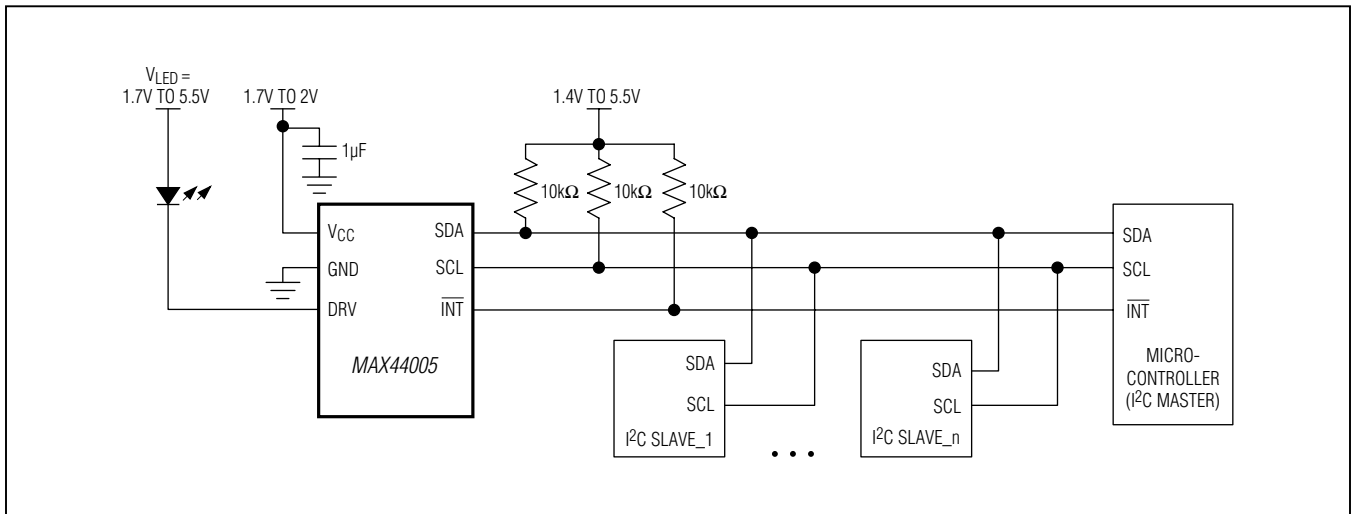 VLED =
1.7V TO 5.5V
1.7V TO 2V
1.4V TO 5.5V
1µF
10kΩ
10kΩ
10kΩ
VCC
GND
DRV
SDA
SCL
INT
MAX44005
SDA
SCL
I2C SLAVE_1
• • •
SDA
SCL
I2C SLAVE_n
SDA
SCL
INT
MICRO-
CONTROLLER
(I2C MASTER)